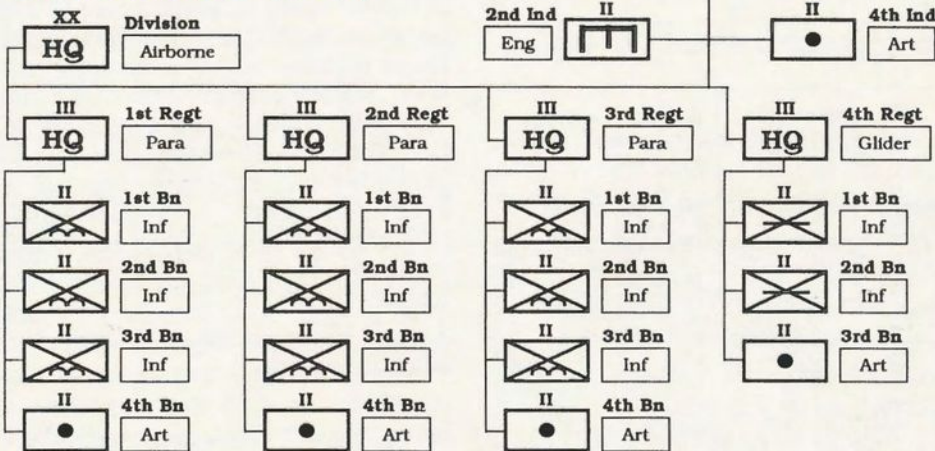 XX Division II II
HQ Airborne 2nd Ind Eng 4th Ind Art
III 1st Regt III 2nd Regt III 3rd Regt III 4th Regt
HQ Para HQ Para HQ Para HQ Glider
II 1st Bn II 1st Bn II 1st Bn II 1st Bn
Inf Inf Inf Inf
II 2nd Bn II 2nd Bn II 2nd Bn II 2nd Bn
Inf Inf Inf Inf
II 3rd Bn II 3rd Bn II 3rd Bn II 3rd Bn
Inf Inf Inf Art
II 4th Bn II 4th Bn II 4th Bn
Art Art Art